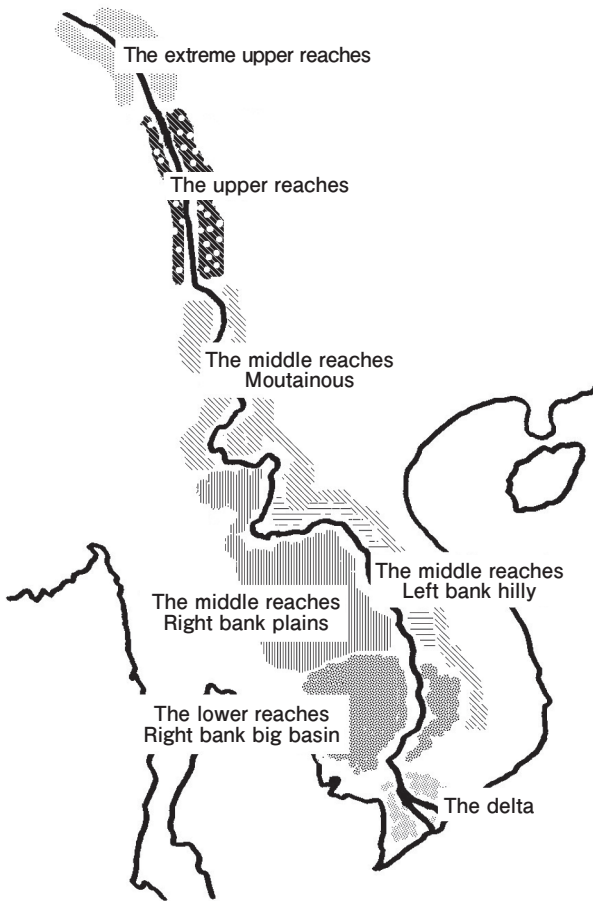 The extreme upper reaches
The upper reaches
The middle reaches
Moutainous
The middle reaches
Left bank hilly
The middle reaches
Right bank plains
The lower reaches
Right bank big basin
The delta